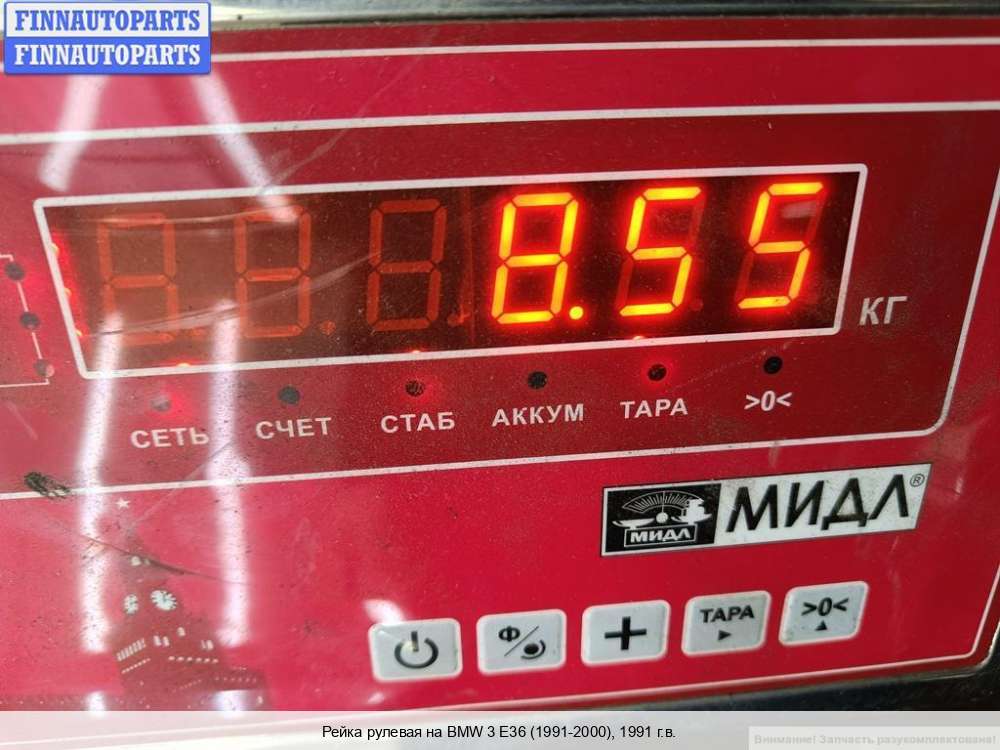 FINNAUTOPARTS
FINNAUTOPARTS
8.55
КГ
СЕТЬ СЧЕТ СТАБ АККУМ ТАРА >0<
МИДЛ МИДЛ®
Ф ТАРА >0<
Рейка рулевая на BMW 3 E36 (1991-2000), 1991 г.в.
Внимание! Запчасть разукомплектована!